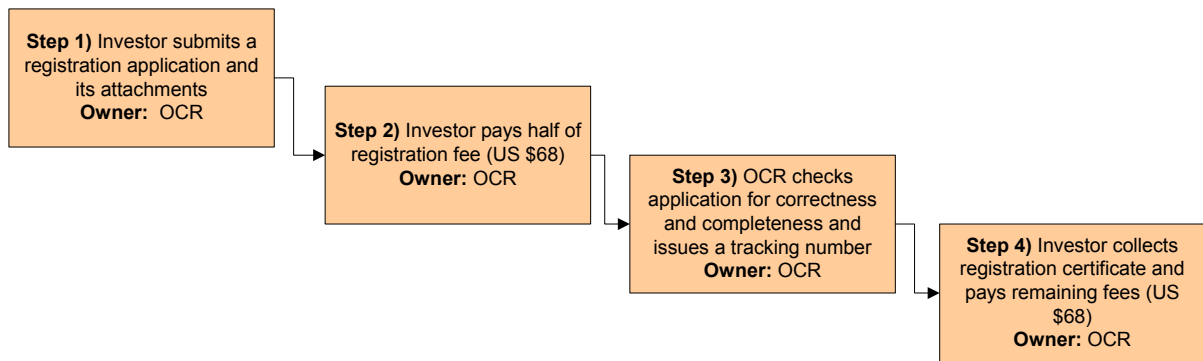 Step 1) Investor submits a
registration application and
its attachments
Owner: OCR
Step 2) Investor pays half of
registration fee (US $68)
Owner: OCR
Step 3) OCR checks
application for correctness
and completeness and
issues a tracking number
Owner: OCR
Step 4) Investor collects
registration certificate and
pays remaining fees (US
$68)
Owner: OCR